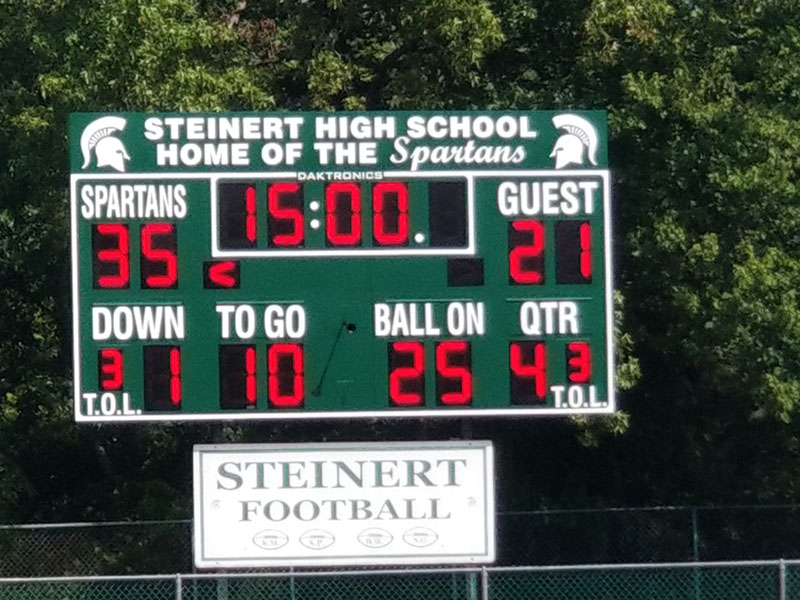 STEINERT HIGH SCHOOL
HOME OF THE Spartans
DAKTRONICS
SPARTANS 15:00. GUEST
35 < 21
DOWN TO GO BALL ON QTR
3 1 10 25 4 3
T.O.L. T.O.L.
STEINERT
FOOTBALL